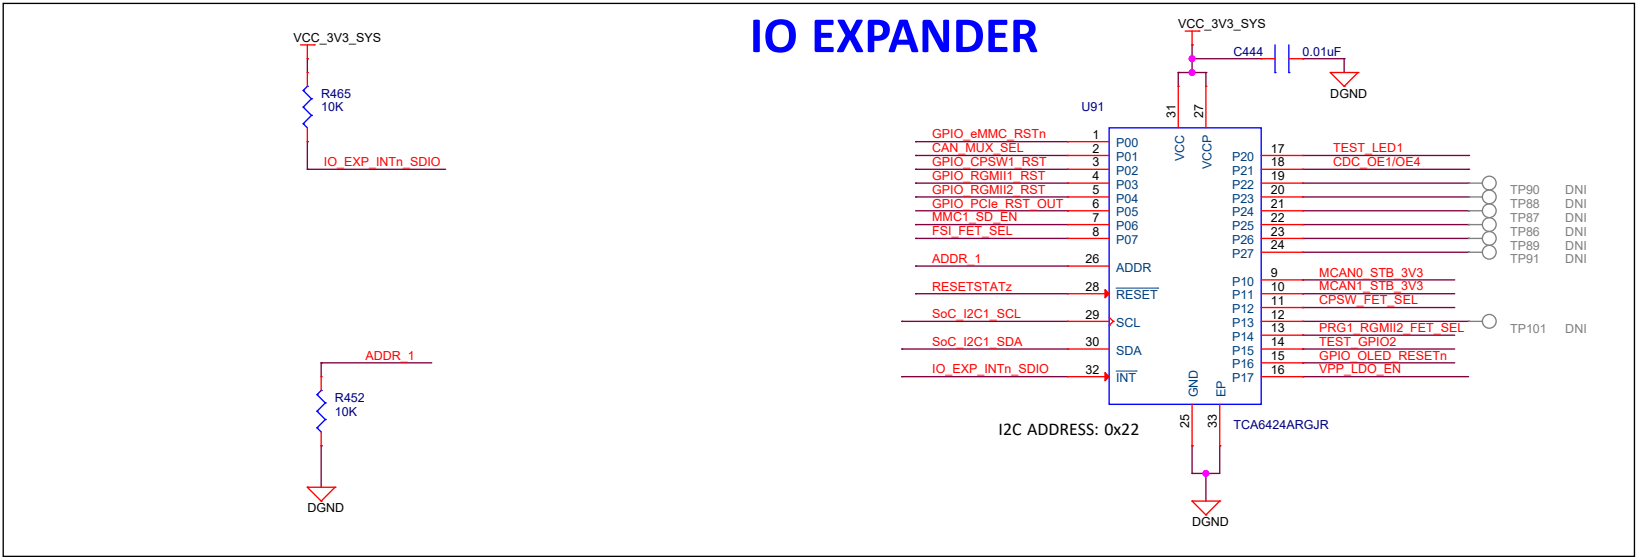 IO EXPANDER
VCC_3V3_SYS
R465
10K
IO_EXP_INTn_SDIO
ADDR_1
R452
10K
DGND
VCC_3V3_SYS
C444 0.01uF
DGND
U91
31 27
VCC VCCP
GPIO_eMMC_RSTn 1 P00
CAN_MUX_SEL 2 P01
GPIO_CPSW1_RST 3 P02
GPIO_RGMII1_RST 4 P03
GPIO_RGMII2_RST 5 P04
GPIO_PCIe_RST_OUT 6 P05
MMC1_SD_EN 7 P06
FSI_FET_SEL 8 P07
ADDR_1 26 ADDR
RESETSTATz 28 RESET
SoC_I2C1_SCL 29 SCL
SoC_I2C1_SDA 30 SDA
IO_EXP_INTn_SDIO 32 INT
P20 17 TEST_LED1
P21 18 CDC_OE1/OE4
P22 19 TP90 DNI
P23 20 TP88 DNI
P24 21 TP87 DNI
P25 22 TP86 DNI
P26 23 TP89 DNI
P27 24 TP91 DNI
P10 9 MCAN0_STB_3V3
P11 10 MCAN1_STB_3V3
P12 11 CPSW_FET_SEL
P13 12 TP101 DNI
P14 13 PRG1_RGMII2_FET_SEL
P15 14 TEST_GPIO2
P16 15 GPIO_OLED_RESETn
P17 16 VPP_LDO_EN
GND EP
25 33
TCA6424ARGJR
I2C ADDRESS: 0x22
DGND